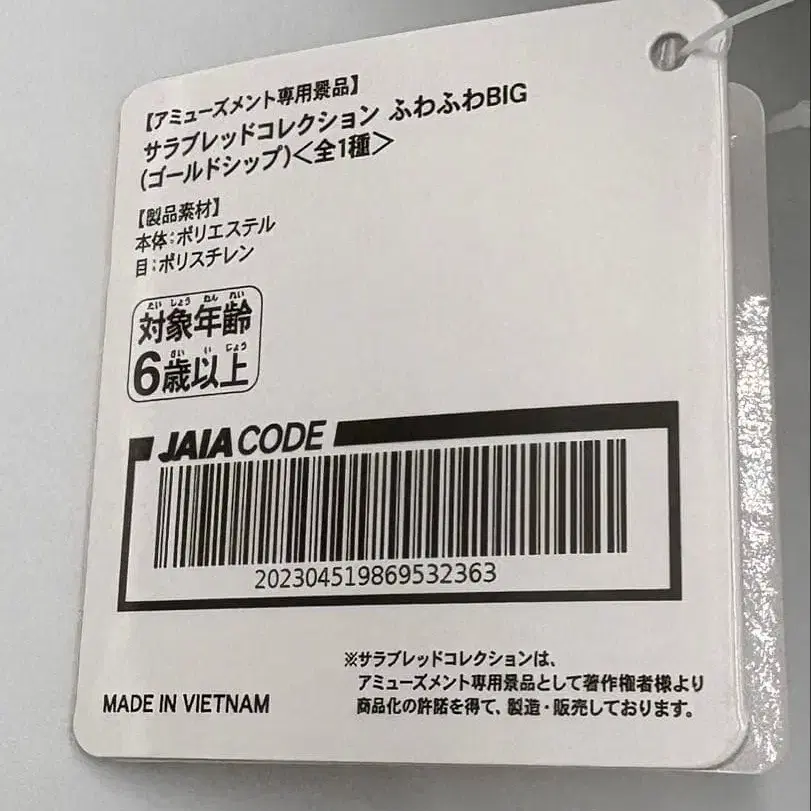 【アミューズメント専用景品】
サラブレッドコレクション ふわふわBIG
(ゴールドシップ)<全1種>
【製品素材】
本体:ポリエステル
目:ポリスチレン
たい しょう ねん れい
対象年齢
さい い じょう
6歳以上
JAIA CODE
202304519869532363
※サラブレッドコレクションは、
アミューズメント専用景品として著作権者様より
商品化の許諾を得て、製造・販売しております。
MADE IN VIETNAM